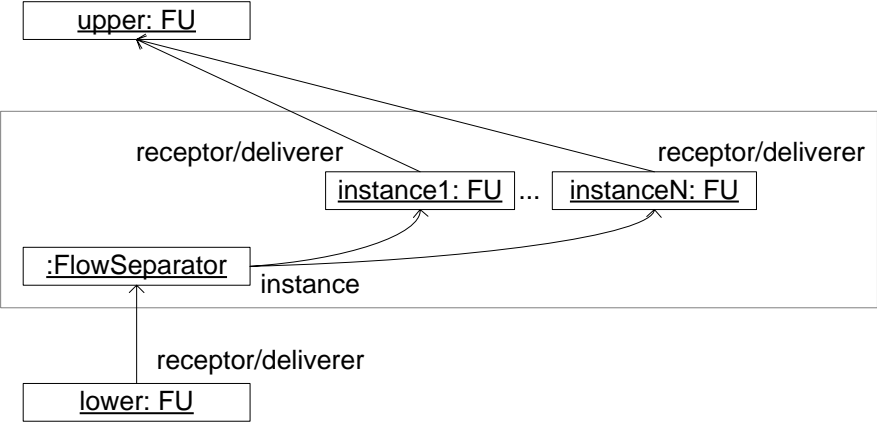 upper: FU
receptor/deliverer
receptor/deliverer
instance1: FU
...
instanceN: FU
:FlowSeparator
instance
receptor/deliverer
lower: FU